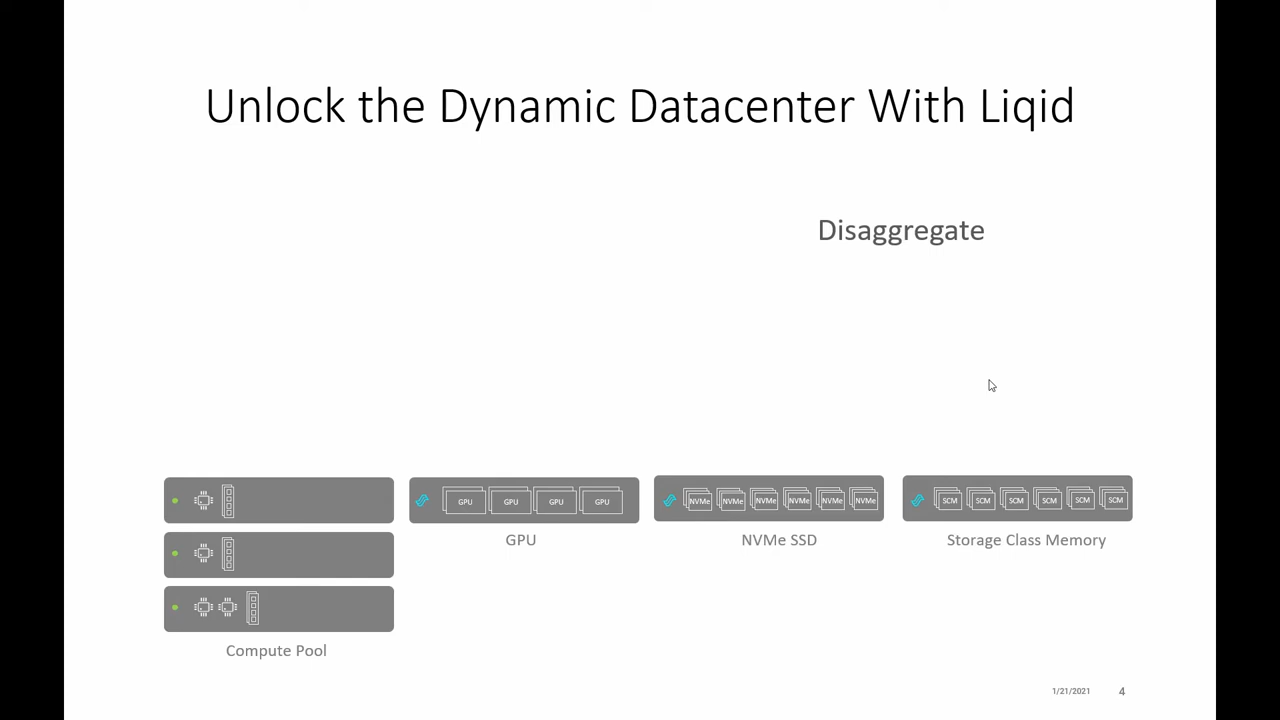 Unlock the Dynamic Datacenter With Liqid
Disaggregate
GPU GPU GPU GPU
NVMe NVMe NVMe NVMe NVMe NVMe
SCM SCM SCM SCM SCM SCM
GPU
NVMe SSD
Storage Class Memory
Compute Pool
1/21/2021
4